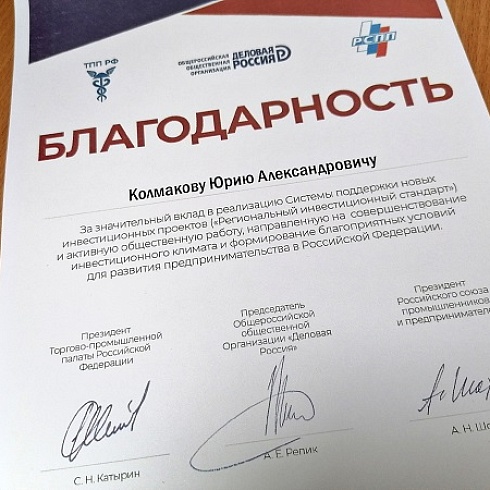 ТПП РФ
ОБЩЕРОССИЙСКАЯ
ОБЩЕСТВЕННАЯ
ОРГАНИЗАЦИЯ
ДЕЛОВАЯ
РОССИЯ
РСПП
БЛАГОДАРНОСТЬ
Колмакову Юрию Александровичу
За значительный вклад в реализацию Системы поддержки новых
инвестиционных проектов («Региональный инвестиционный стандарт»)
и активную общественную работу, направленную на совершенствование
инвестиционного климата и формирование благоприятных условий
для развития предпринимательства в Российской Федерации.
Президент
Торгово-промышленной
палаты Российской
Федерации
С. Н. Катырин
Председатель
Общероссийской
общественной
Организации «Деловая
Россия»
А. Е. Репик
Президент
Российского союза
промышленников
и предпринимателе
А. Н. Шо